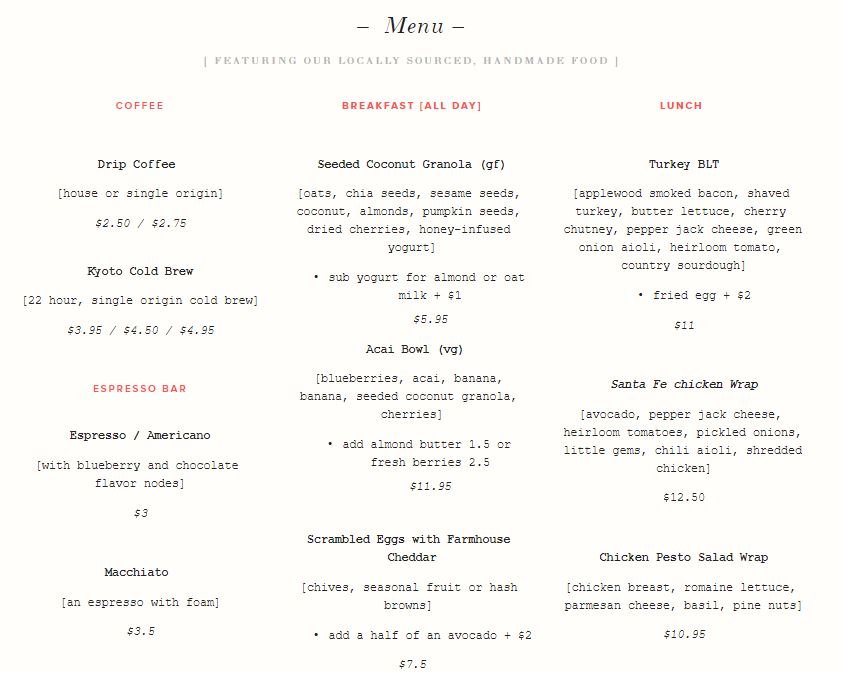 – Menu –
[ FEATURING OUR LOCALLY SOURCED, HANDMADE FOOD ]
COFFEE
Drip Coffee
[house or single origin]
$2.50 / $2.75
Kyoto Cold Brew
[22 hour, single origin cold brew]
$3.95 / $4.50 / $4.95
ESPRESSO BAR
Espresso / Americano
[with blueberry and chocolate
flavor nodes]
$3
Macchiato
[an espresso with foam]
$3.5
BREAKFAST [ALL DAY]
Seeded Coconut Granola (gf)
[oats, chia seeds, sesame seeds,
coconut, almonds, pumpkin seeds,
dried cherries, honey-infused
yogurt]
• sub yogurt for almond or oat
milk + $1
$5.95
Acai Bowl (vg)
[blueberries, acai, banana,
banana, seeded coconut granola,
cherries]
• add almond butter 1.5 or
fresh berries 2.5
$11.95
Scrambled Eggs with Farmhouse
Cheddar
[chives, seasonal fruit or hash
browns]
• add a half of an avocado + $2
$7.5
LUNCH
Turkey BLT
[applewood smoked bacon, shaved
turkey, butter lettuce, cherry
chutney, pepper jack cheese, green
onion aioli, heirloom tomato,
country sourdough]
• fried egg + $2
$11
Santa Fe chicken Wrap
[avocado, pepper jack cheese,
heirloom tomatoes, pickled onions,
little gems, chili aioli, shredded
chicken]
$12.50
Chicken Pesto Salad Wrap
[chicken breast, romaine lettuce,
parmesan cheese, basil, pine nuts]
$10.95